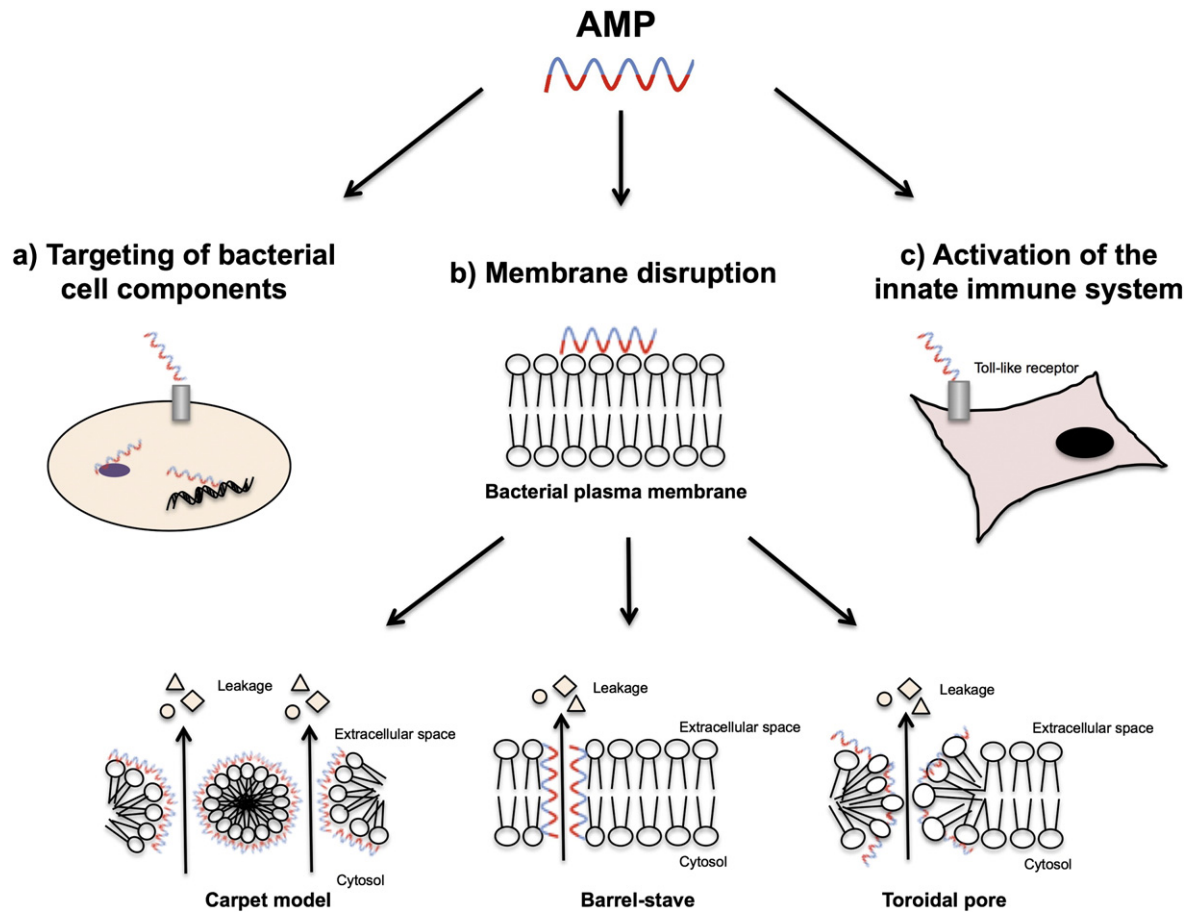 AMP
a) Targeting of bacterial
cell components
b) Membrane disruption
c) Activation of the
innate immune system
Toll-like receptor
Bacterial plasma membrane
Leakage
Extracellular space
Cytosol
Carpet model
Leakage
Extracellular space
Cytosol
Barrel-stave
Leakage
Extracellular space
Cytosol
Toroidal pore